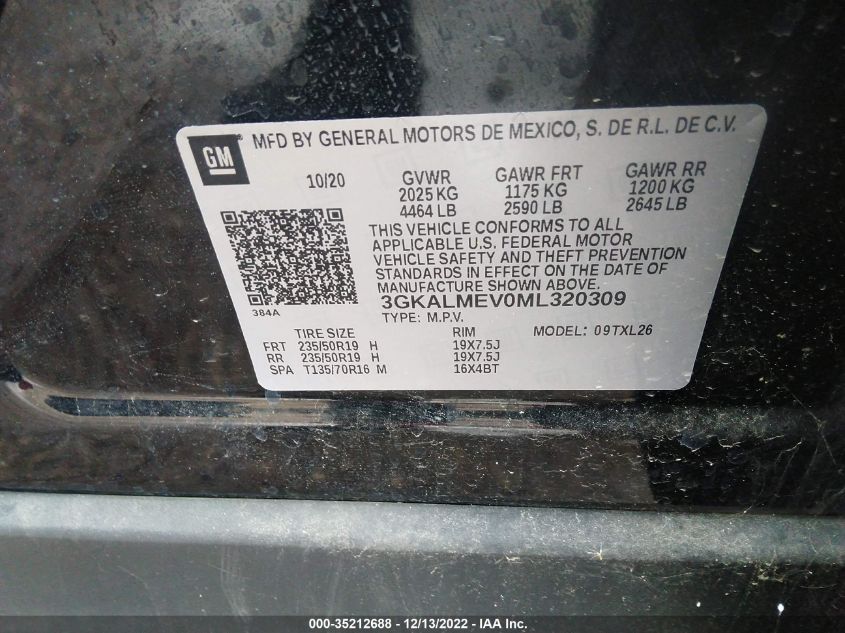 GM
MFD BY GENERAL MOTORS DE MEXICO, S. DE R.L. DE C.V.
10/20 GVWR GAWR FRT GAWR RR
2025 KG 1175 KG 1200 KG
4464 LB 2590 LB 2645 LB
THIS VEHICLE CONFORMS TO ALL
APPLICABLE U.S. FEDERAL MOTOR
VEHICLE SAFETY AND THEFT PREVENTION
STANDARDS IN EFFECT ON THE DATE OF
MANUFACTURE SHOWN ABOVE.
384A
3GKALMEV0ML320309
TYPE: M.P.V. MODEL: 09TXL26
TIRE SIZE RIM
FRT 235/50R19 H 19X7.5J
RR 235/50R19 H 19X7.5J
SPA T135/70R16 M 16X4BT
000-35212688 - 12/13/2022 - IAA Inc.